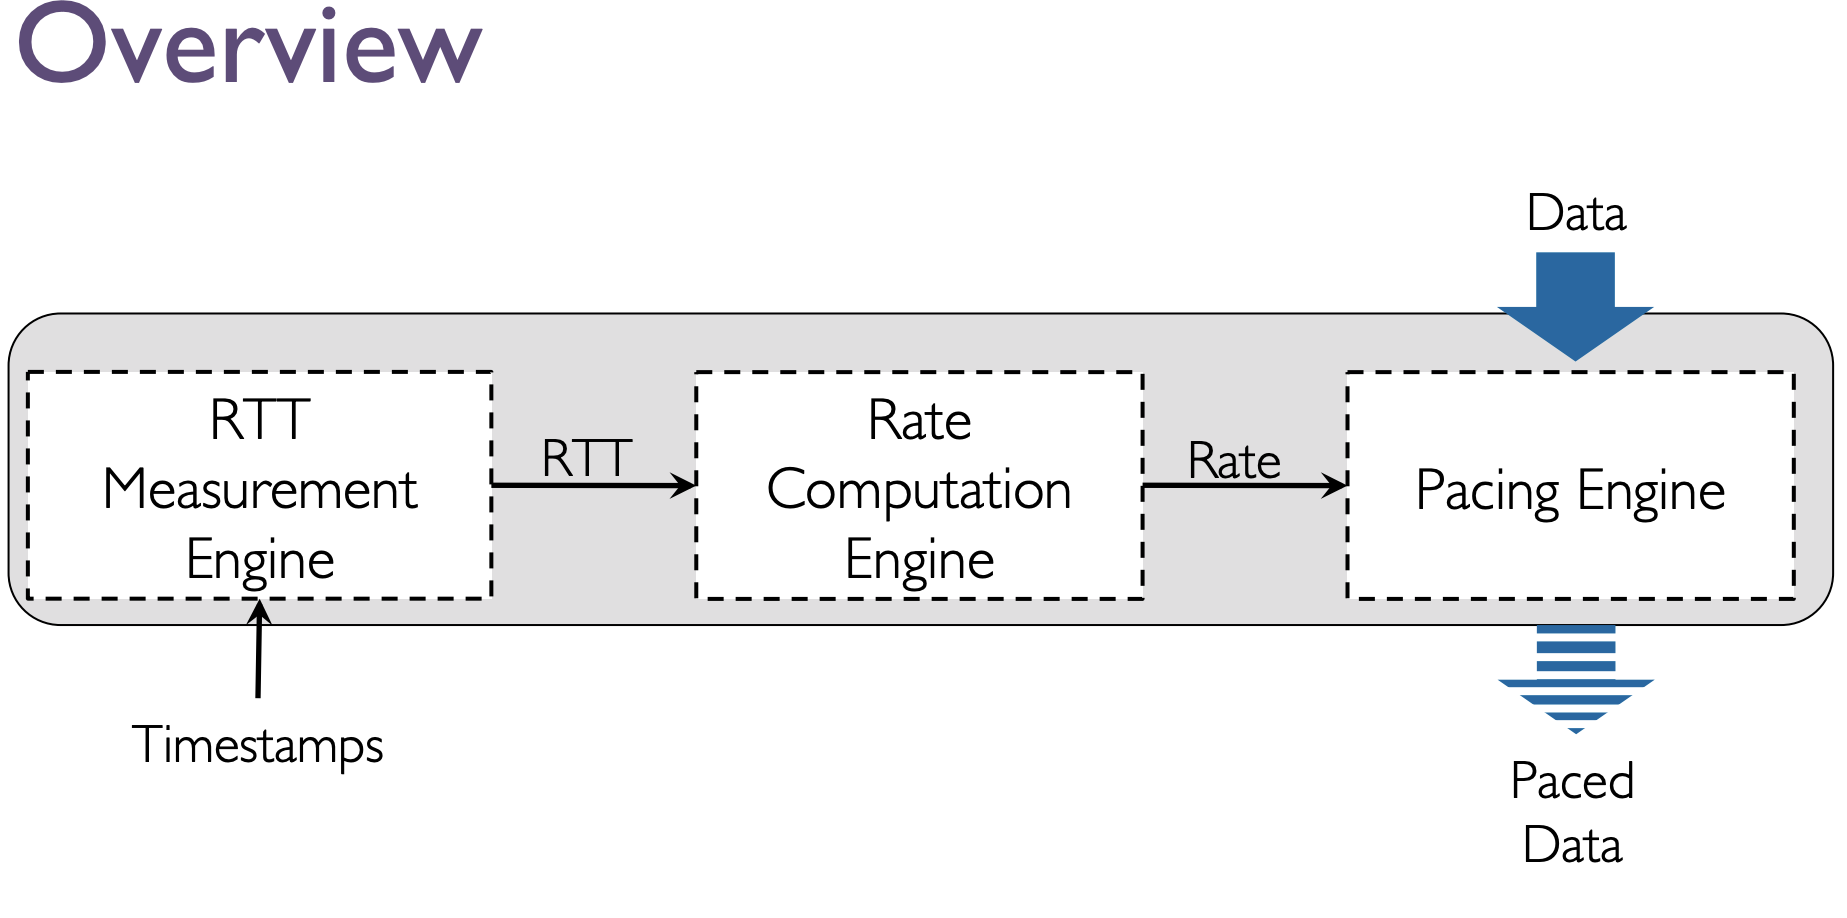 Overview
Data
RTT
Measurement
Engine
RTT
Rate
Computation
Engine
Rate
Pacing Engine
Timestamps
Paced
Data